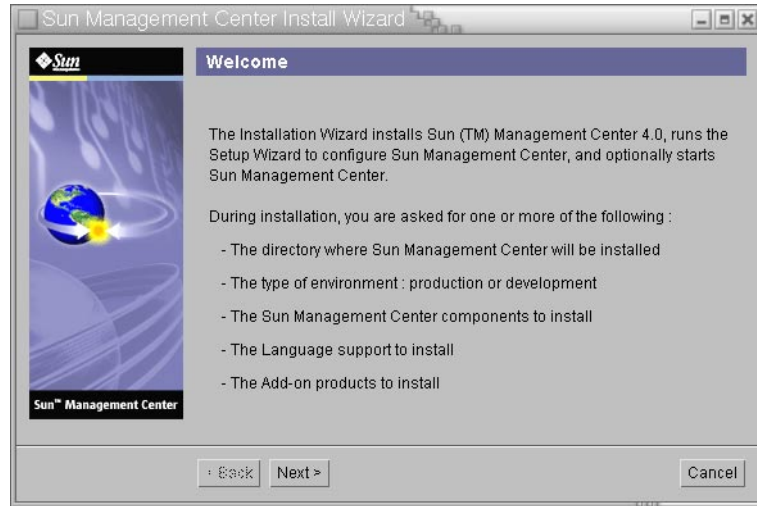 Sun Management Center Install Wizard
Sun
Welcome
The Installation Wizard installs Sun (TM) Management Center 4.0, runs the
Setup Wizard to configure Sun Management Center, and optionally starts
Sun Management Center.
During installation, you are asked for one or more of the following :
- The directory where Sun Management Center will be installed
- The type of environment : production or development
- The Sun Management Center components to install
- The Language support to install
- The Add-on products to install
Sun™ Management Center
< Back
Next >
Cancel